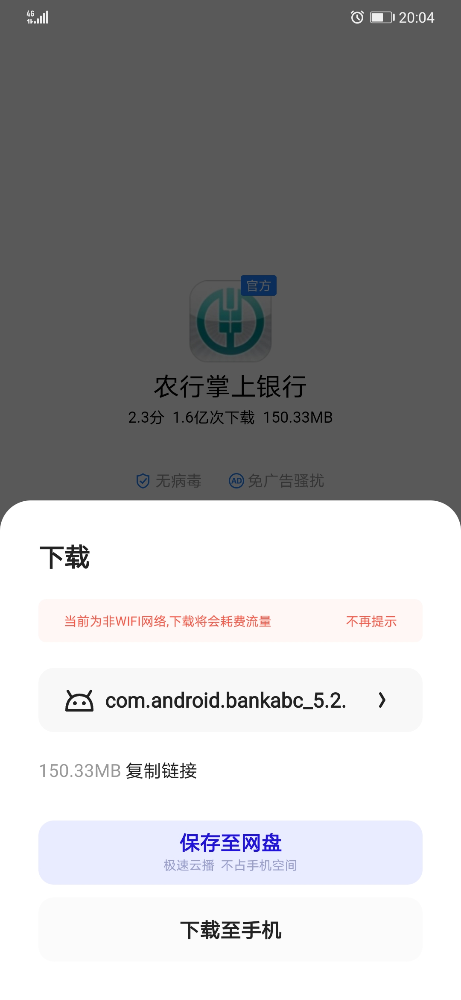 4G 20:04
官方
农行掌上银行
2.3分 1.6亿次下载 150.33MB
无病毒 AD 免广告骚扰
下载
当前为非WIFI网络,下载将会耗费流量 不再提示
com.android.bankabc_5.2.
150.33MB 复制链接
保存至网盘
极速云播 不占手机空间
下载至手机